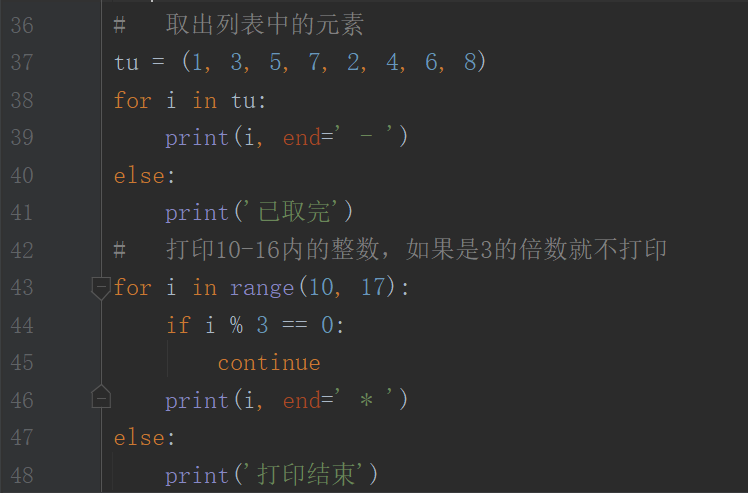 36 #   取出列表中的元素
37 tu = (1, 3, 5, 7, 2, 4, 6, 8)
38 for i in tu:
39     print(i, end=' - ')
40 else:
41     print('已取完')
42 #   打印10-16内的整数，如果是3的倍数就不打印
43 for i in range(10, 17):
44     if i % 3 == 0:
45         continue
46     print(i, end=' * ')
47 else:
48     print('打印结束')